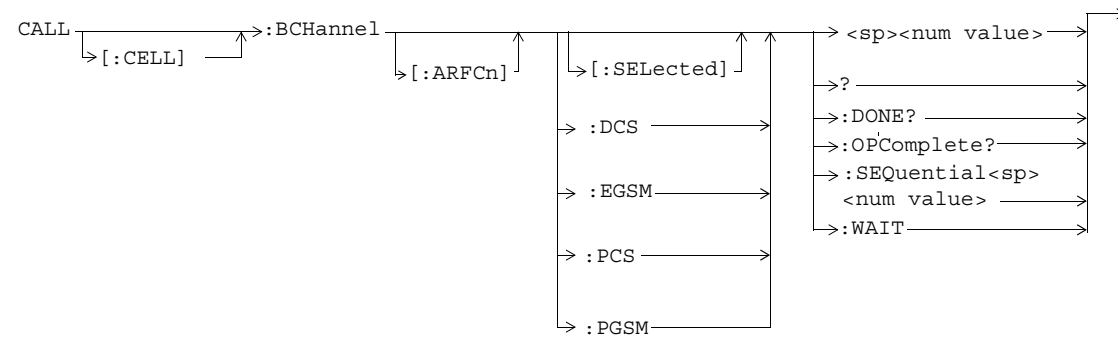 CALL
[:CELL]
:BCHannel
[:ARFCn]
[:SELected]
:DCS
:EGSM
:PCS
:PGSM
<sp><num value>
?
:DONE?
:OPComplete?
:SEQuential<sp>
<num value>
:WAIT